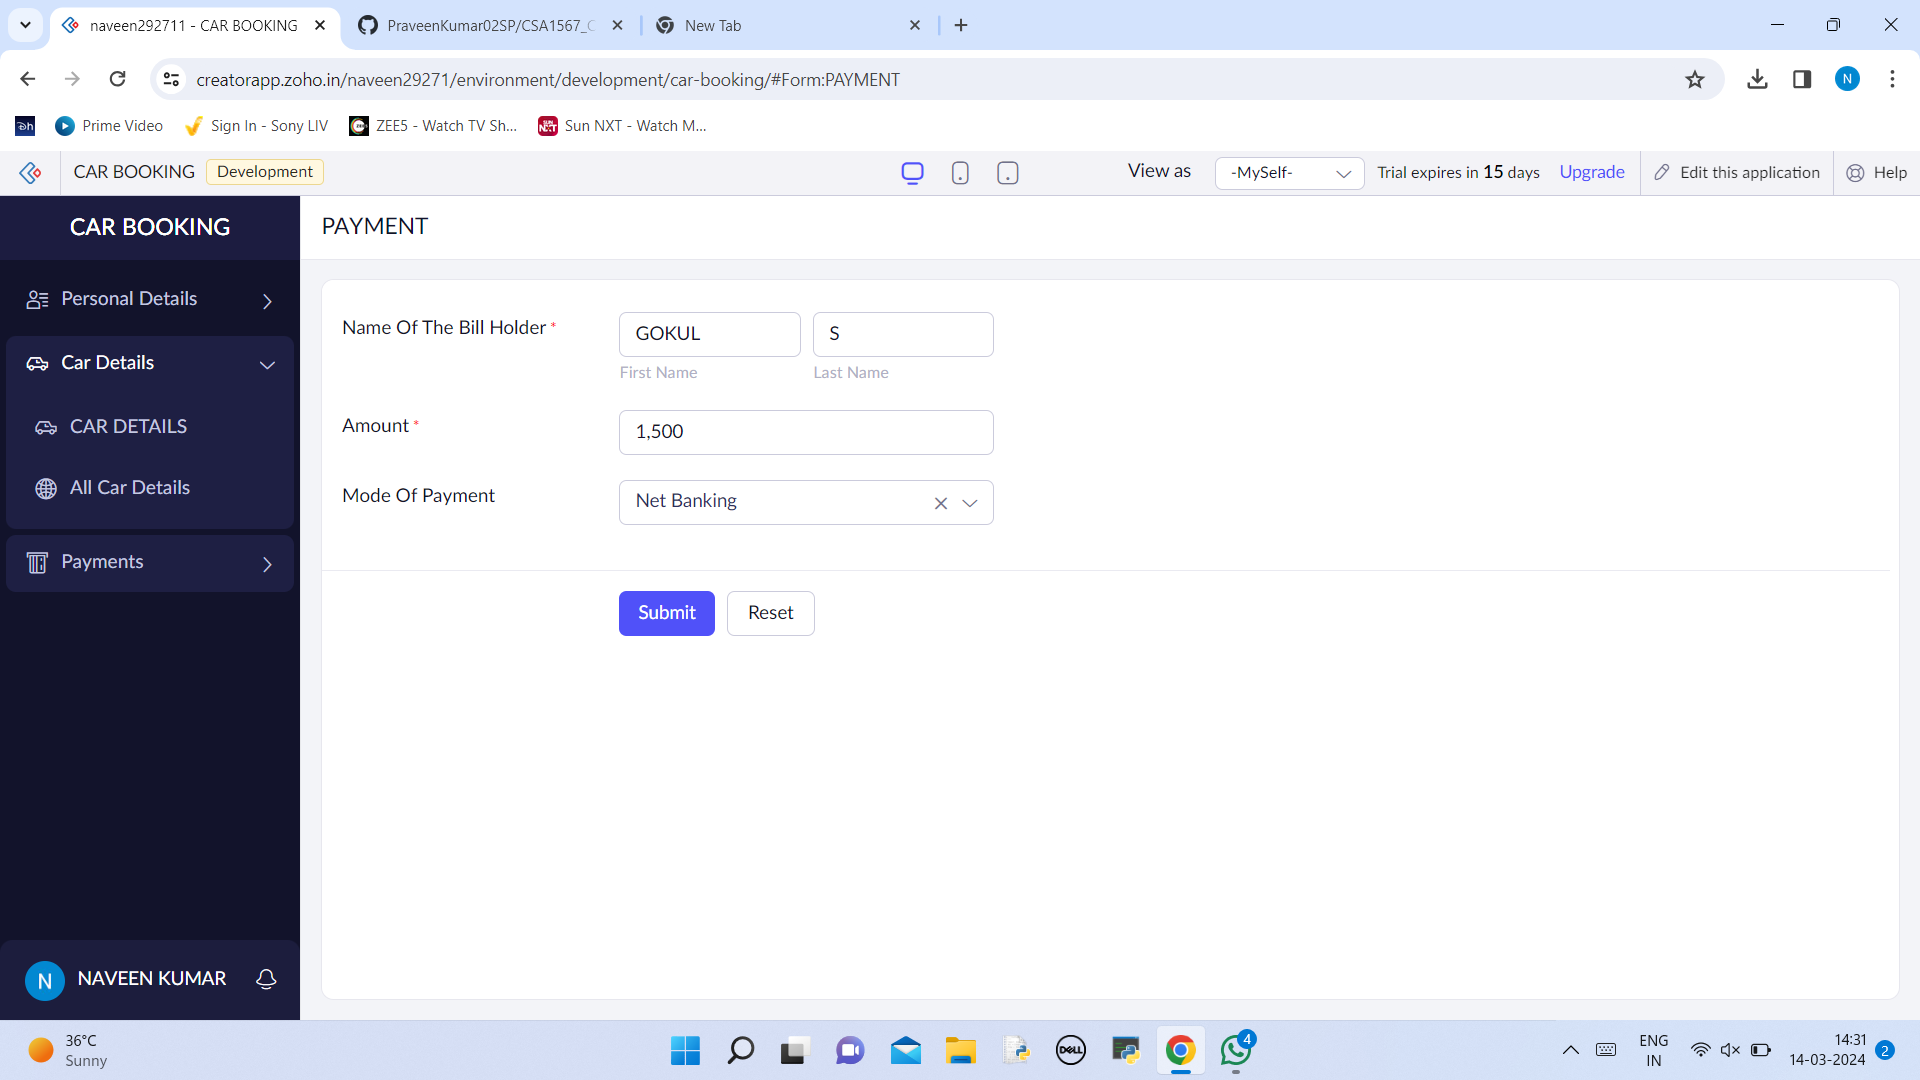 naveen292711 - CAR BOOKING
PraveenKumar02SP/CSA1567_C
New Tab
creatorapp.zoho.in/naveen29271/environment/development/car-booking/#Form:PAYMENT
N
Prime Video
Sign In - Sony LIV
ZEE5 - Watch TV Sh...
Sun NXT - Watch M...
CAR BOOKING
Development
View as
-MySelf-
Trial expires in 15 days
Upgrade
Edit this application
Help
CAR BOOKING
PAYMENT
Personal Details
Car Details
CAR DETAILS
All Car Details
Payments
Name Of The Bill Holder *
GOKUL
S
First Name
Last Name
Amount *
1,500
Mode Of Payment
Net Banking
Submit
Reset
N
NAVEEN KUMAR
36°C
Sunny
DELL
4
ENG
IN
14:31
14-03-2024
2